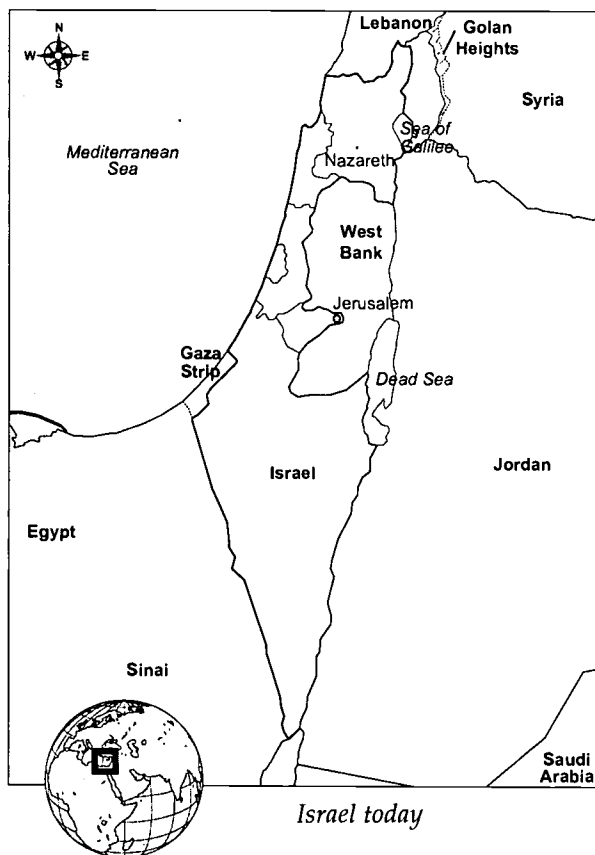 N
W E
S
Lebanon
Golan
Heights
Syria
Mediterranean
Sea
Sea of
Galilee
Nazareth
West
Bank
Jerusalem
Gaza
Strip
Dead Sea
Israel
Jordan
Egypt
Sinai
Saudi
Arabia
Israel today